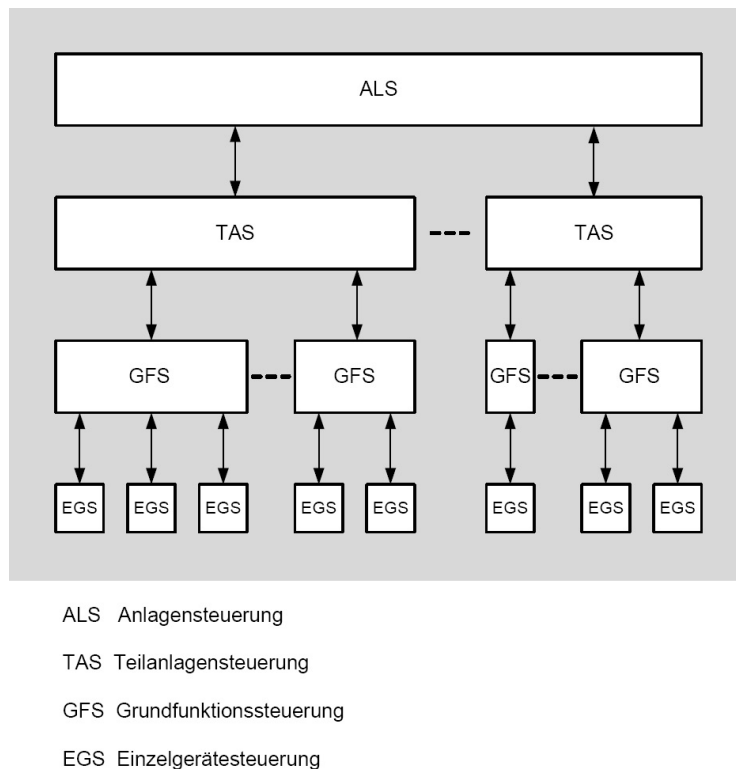 ALS
TAS TAS
GFS GFS GFS GFS
EGS EGS EGS EGS EGS EGS EGS EGS
ALS Anlagensteuerung
TAS Teilanlagensteuerung
GFS Grundfunktionssteuerung
EGS Einzelgerätesteuerung